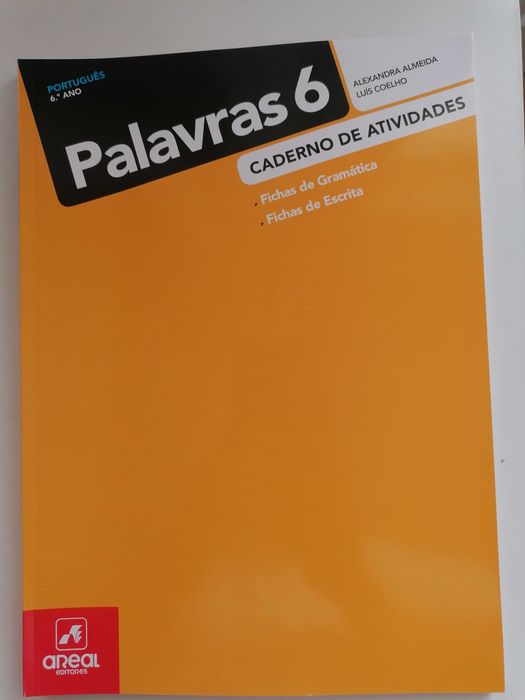 PORTUGUÊS
6.º ANO
Palavras 6
ALEXANDRA ALMEIDA
LUÍS COELHO
CADERNO DE ATIVIDADES
. Fichas de Gramática
. Fichas de Escrita
aReaL
EDITORES